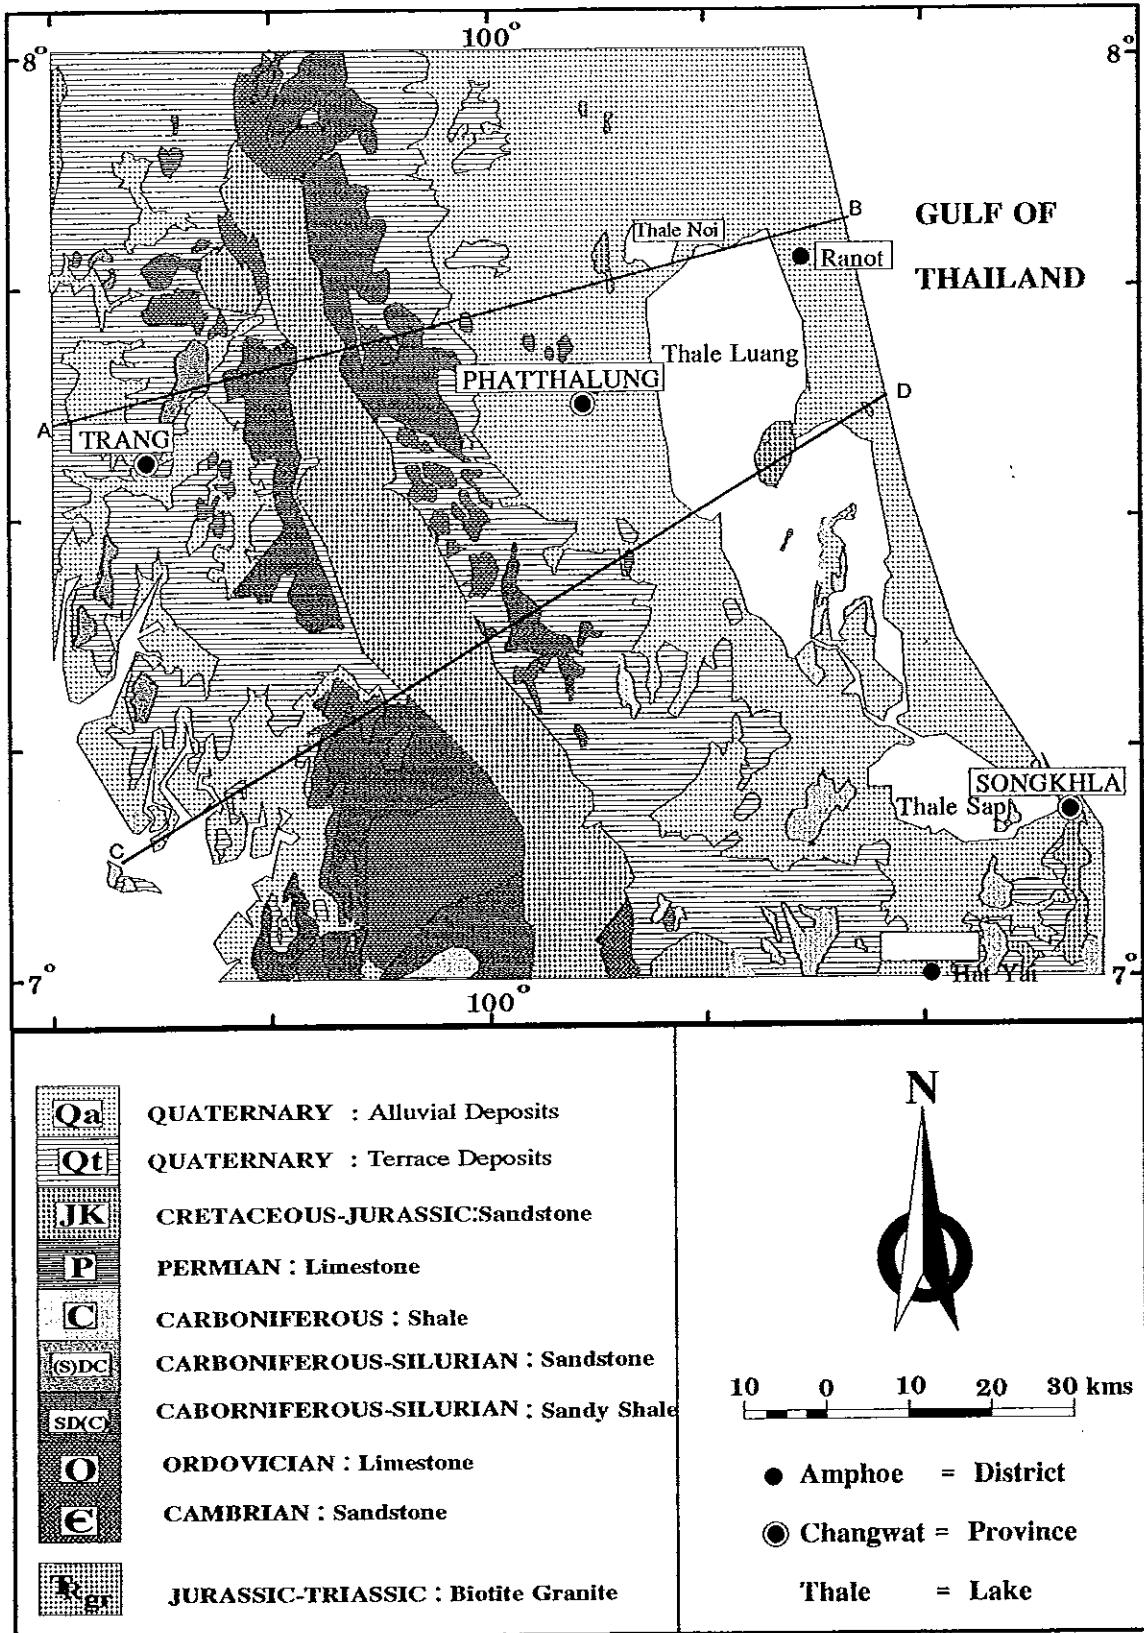 100°
8°
8°
B
GULF OF
Thale Noi
Ranot
THAILAND
Thale Luang
PHATTHALUNG
D
A
TRANG
SONGKHLA
Thale Sap
C
7°
7°
Hat Yai
100°
Qa QUATERNARY : Alluvial Deposits
Qt QUATERNARY : Terrace Deposits
JK CRETACEOUS-JURASSIC:Sandstone
P PERMIAN : Limestone
C CARBONIFEROUS : Shale
(S)DC CARBONIFEROUS-SILURIAN : Sandstone
SD(C) CABORNIFEROUS-SILURIAN : Sandy Shale
O ORDOVICIAN : Limestone
Є CAMBRIAN : Sandstone
TRgr JURASSIC-TRIASSIC : Biotite Granite
N
10 0 10 20 30 kms
Amphoe = District
Changwat = Province
Thale = Lake